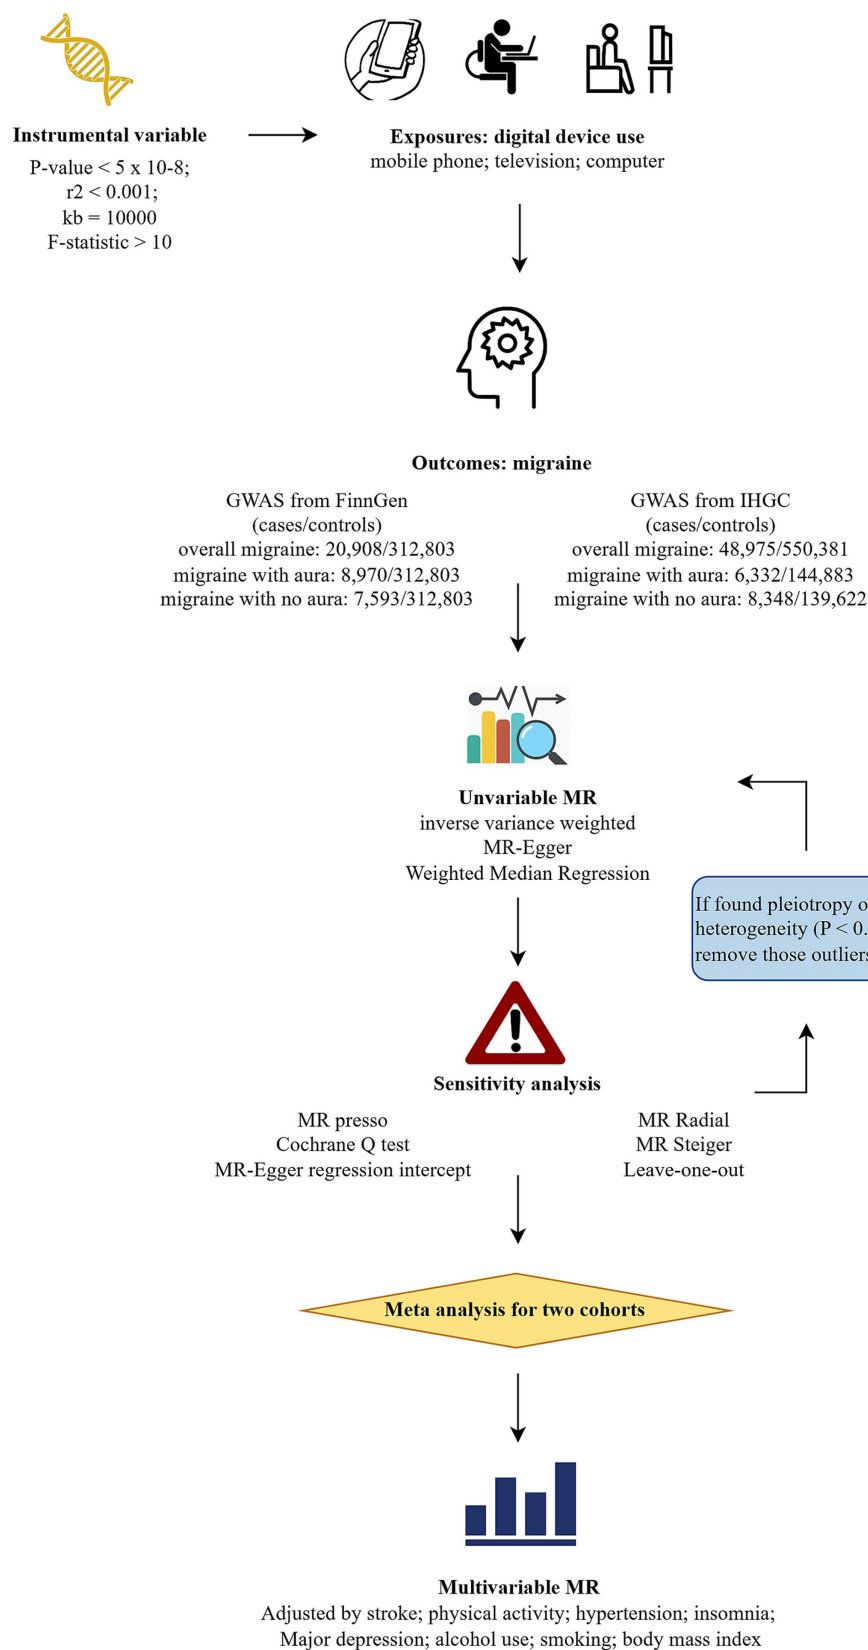 Instrumental variable
P-value < 5 x 10-8;
r2 < 0.001;
kb = 10000
F-statistic > 10
Exposures: digital device use
mobile phone; television; computer
Outcomes: migraine
GWAS from FinnGen
(cases/controls)
overall migraine: 20,908/312,803
migraine with aura: 8,970/312,803
migraine with no aura: 7,593/312,803
GWAS from IHGC
(cases/controls)
overall migraine: 48,975/550,381
migraine with aura: 6,332/144,883
migraine with no aura: 8,348/139,622
Unvariable MR
inverse variance weighted
MR-Egger
Weighted Median Regression
If found pleiotropy o
heterogeneity (P < 0.
remove those outliers
Sensitivity analysis
MR presso
Cochrane Q test
MR-Egger regression intercept
MR Radial
MR Steiger
Leave-one-out
Meta analysis for two cohorts
Multivariable MR
Adjusted by stroke; physical activity; hypertension; insomnia;
Major depression; alcohol use; smoking; body mass index